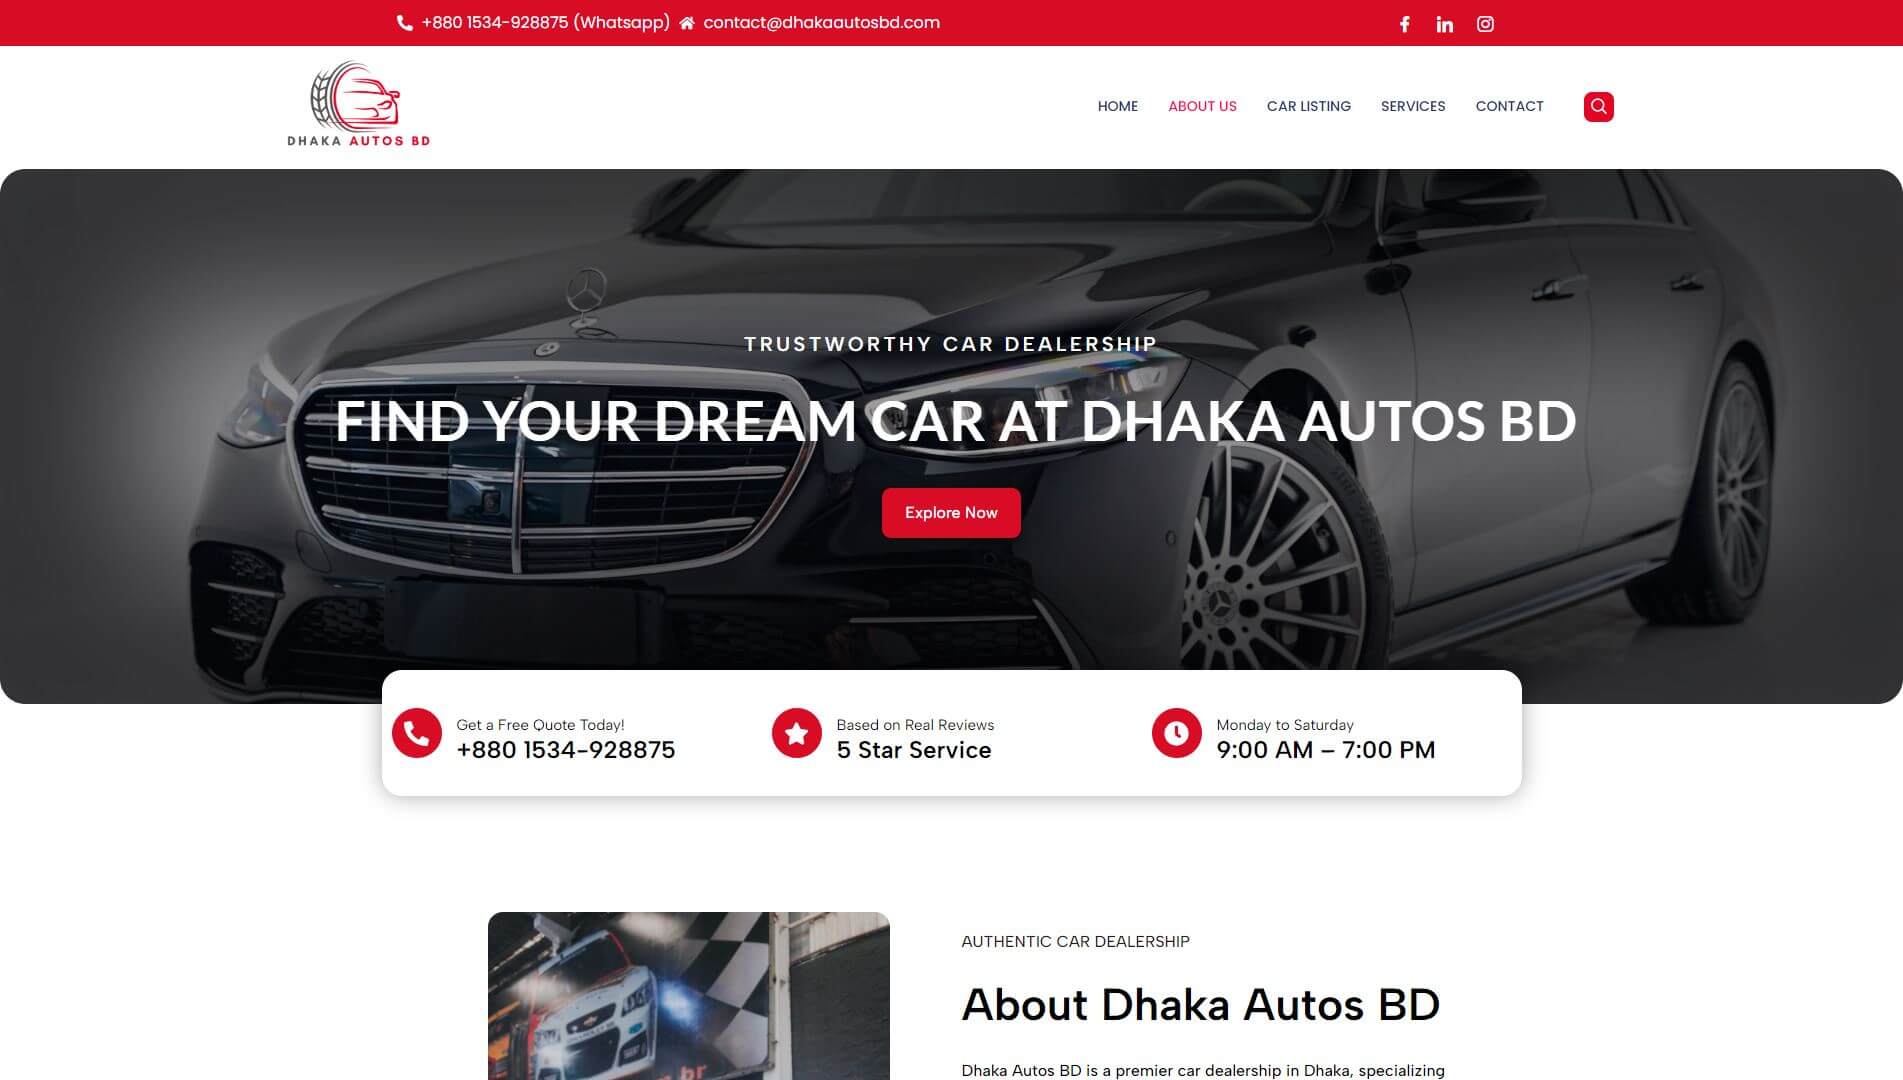 +880 1534-928875 (Whatsapp) contact@dhakaautosbd.com
DHAKA AUTOS BD
HOME ABOUT US CAR LISTING SERVICES CONTACT
TRUSTWORTHY CAR DEALERSHIP
FIND YOUR DREAM CAR AT DHAKA AUTOS BD
Explore Now
Get a Free Quote Today!
+880 1534-928875
Based on Real Reviews
5 Star Service
Monday to Saturday
9:00 AM – 7:00 PM
AUTHENTIC CAR DEALERSHIP
About Dhaka Autos BD
Dhaka Autos BD is a premier car dealership in Dhaka, specializing